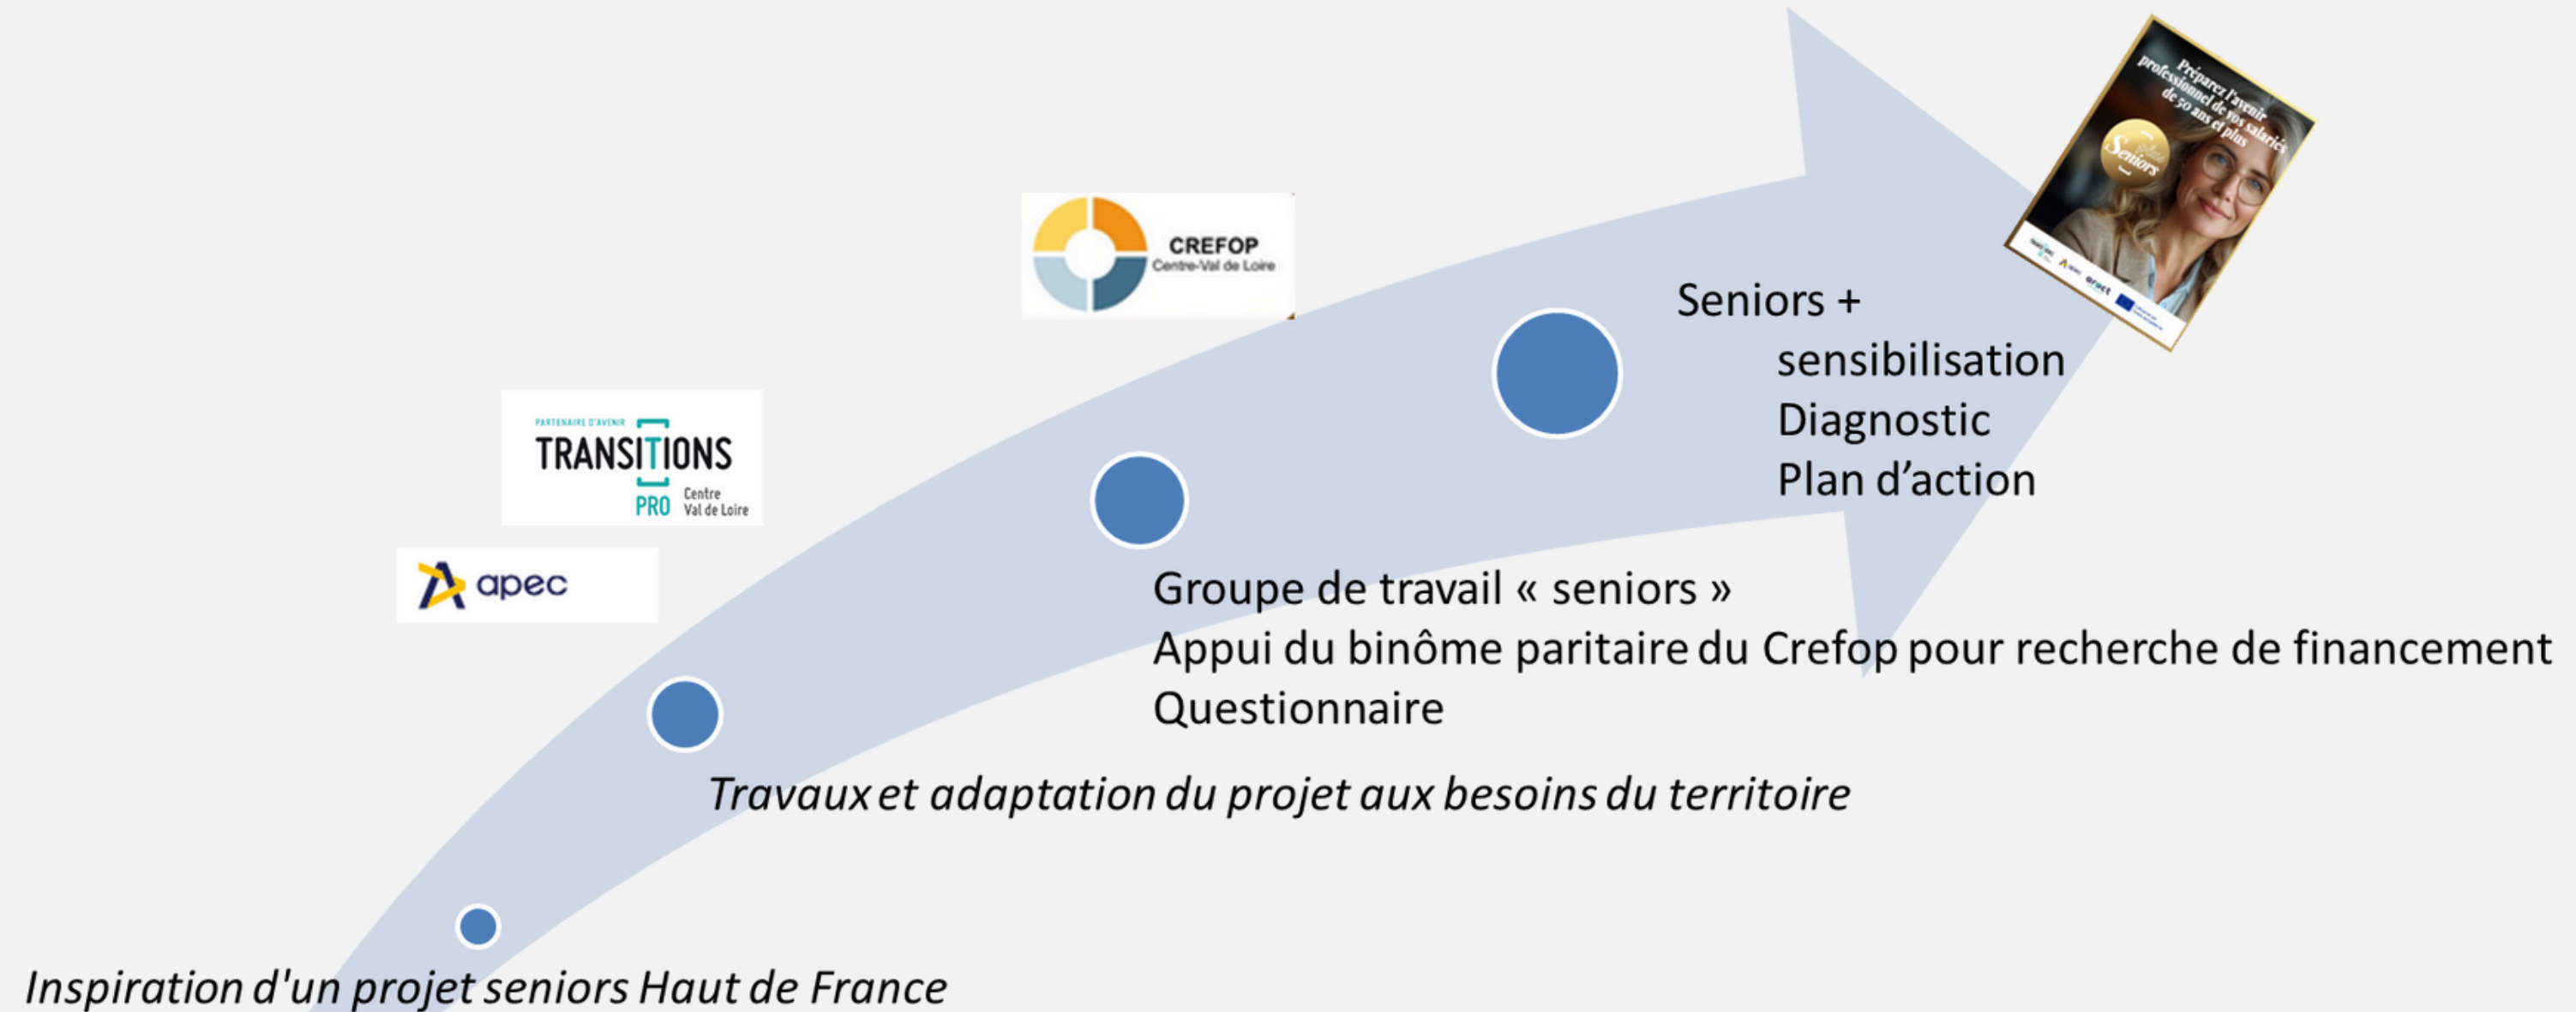 Préparez l'avenir
professionnel de vos salariés
de 50 ans et plus
Seniors
apec
aract
CREFOP
Centre-Val de Loire
Seniors +
sensibilisation
Diagnostic
Plan d’action
PARTENAIRE D'AVENIR
TRANSITIONS
PRO
Centre
Val de Loire
apec
Groupe de travail « seniors »
Appui du binôme paritaire du Crefop pour recherche de financement
Questionnaire
Travaux et adaptation du projet aux besoins du territoire
Inspiration d'un projet seniors Haut de France